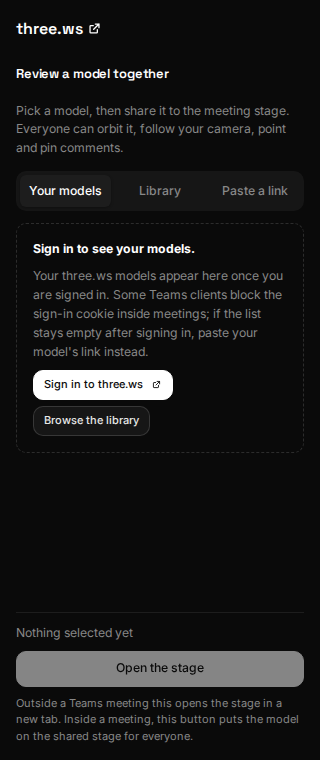 three.ws
Review a model together
Pick a model, then share it to the meeting stage.
Everyone can orbit it, follow your camera, point
and pin comments.
Your models Library Paste a link
Sign in to see your models.
Your three.ws models appear here once you
are signed in. Some Teams clients block the
sign-in cookie inside meetings; if the list
stays empty after signing in, paste your
model's link instead.
Sign in to three.ws
Browse the library
Nothing selected yet
Open the stage
Outside a Teams meeting this opens the stage in a
new tab. Inside a meeting, this button puts the model
on the shared stage for everyone.